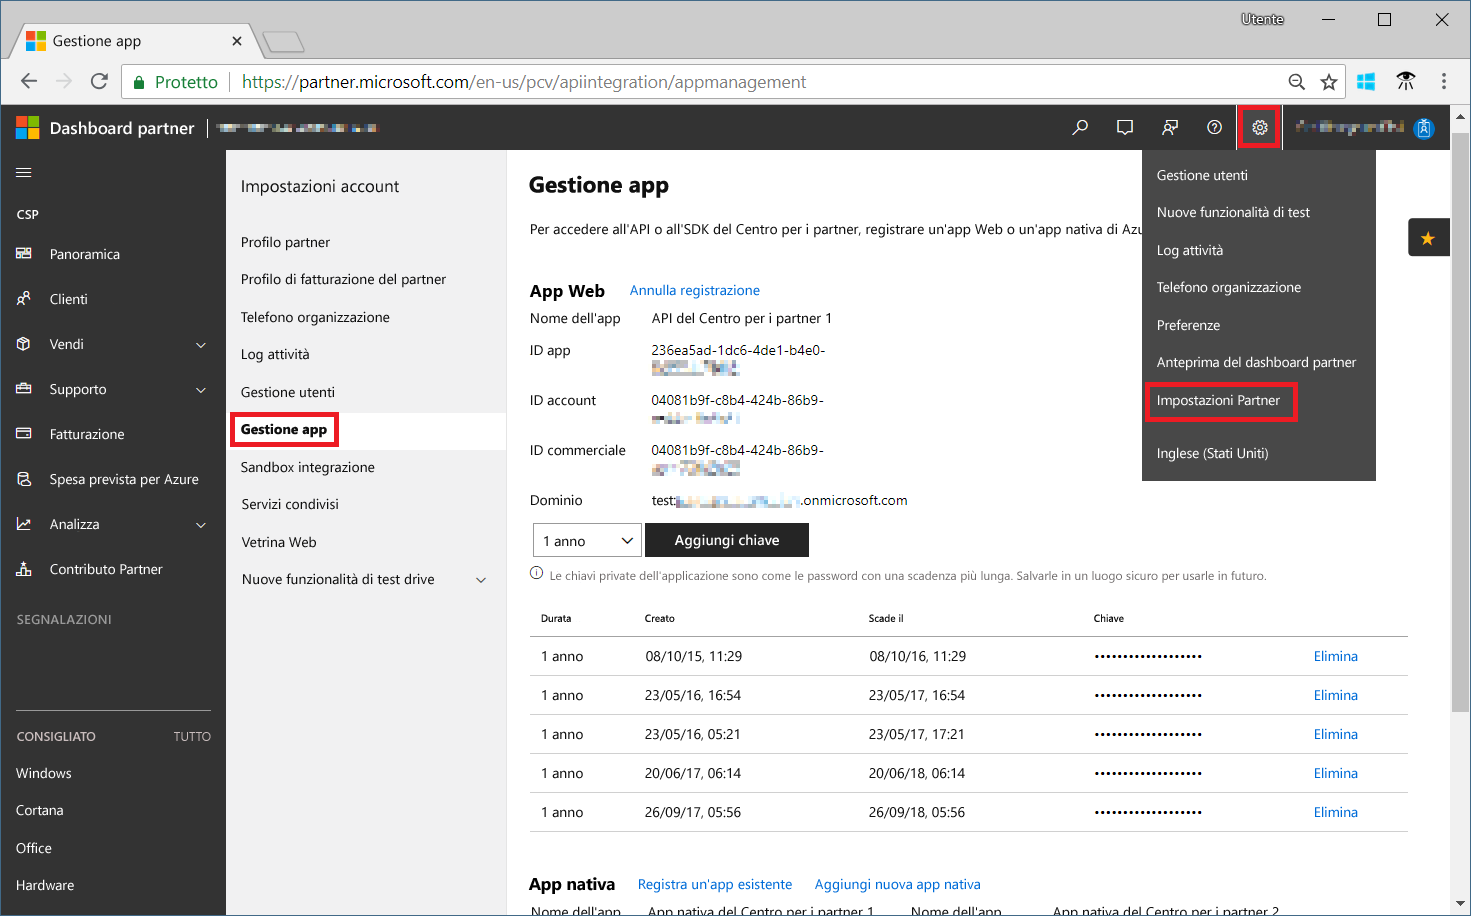 Utente
Gestione app
Protetto
https://partner.microsoft.com/en-us/pcv/apiintegration/appmanagement
Dashboard partner
CSP
Panoramica
Clienti
Vendi
Supporto
Fatturazione
Spesa prevista per Azure
Analizza
Contributo Partner
SEGNALAZIONI
CONSIGLIATO TUTTO
Windows
Cortana
Office
Hardware
Impostazioni account
Profilo partner
Profilo di fatturazione del partner
Telefono organizzazione
Log attività
Gestione utenti
Gestione app
Sandbox integrazione
Servizi condivisi
Vetrina Web
Nuove funzionalità di test drive
Gestione app
Per accedere all'API o all'SDK del Centro per i partner, registrare un'app Web o un'app nativa di Azu
App Web Annulla registrazione
Nome dell'app API del Centro per i partner 1
ID app 236ea5ad-1dc6-4de1-b4e0-
ID account 04081b9f-c8b4-424b-86b9-
ID commerciale 04081b9f-c8b4-424b-86b9-
Dominio test .onmicrosoft.com
1 anno Aggiungi chiave
Le chiavi private dell'applicazione sono come le password con una scadenza più lunga. Salvarle in un luogo sicuro per usarle in futuro.
Durata Creato Scade il Chiave
1 anno 08/10/15, 11:29 08/10/16, 11:29 ••••••••••••••••••• Elimina
1 anno 23/05/16, 16:54 23/05/17, 16:54 ••••••••••••••••••• Elimina
1 anno 23/05/16, 05:21 23/05/17, 17:21 ••••••••••••••••••• Elimina
1 anno 20/06/17, 06:14 20/06/18, 06:14 ••••••••••••••••••• Elimina
1 anno 26/09/17, 05:56 26/09/18, 05:56 ••••••••••••••••••• Elimina
App nativa Registra un'app esistente Aggiungi nuova app nativa
Nome dell'app App nativa del Centro per i partner 1 Nome dell'app App nativa del Centro per i partner 2
Gestione utenti
Nuove funzionalità di test
Log attività
Telefono organizzazione
Preferenze
Anteprima del dashboard partner
Impostazioni Partner
Inglese (Stati Uniti)